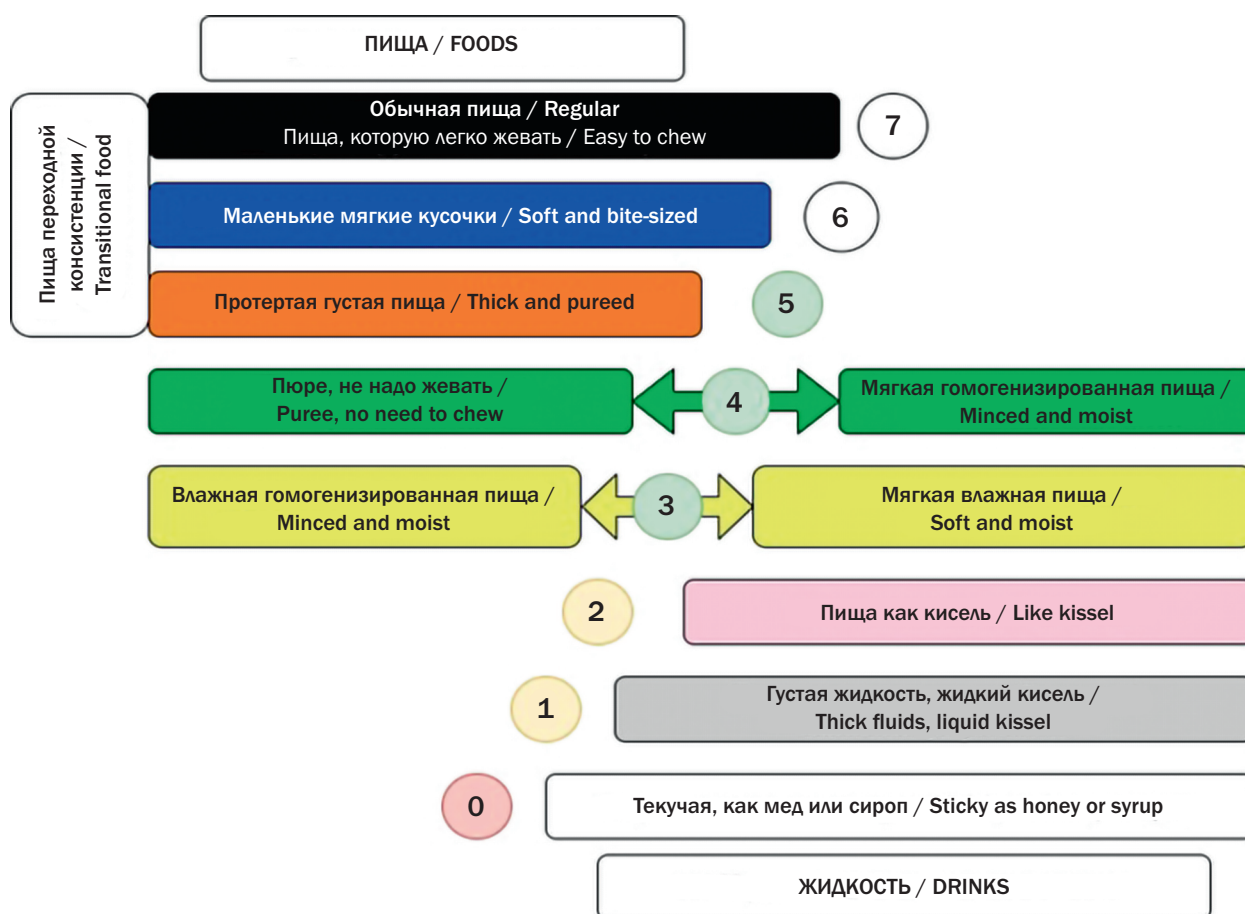 ПИЩА / FOODS
Пища переходной
консистенции /
Transitional food
Обычная пища / Regular
Пища, которую легко жевать / Easy to chew
7
Маленькие мягкие кусочки / Soft and bite-sized
6
Протертая густая пища / Thick and pureed
5
Пюре, не надо жевать /
Puree, no need to chew
4
Мягкая гомогенизированная пища /
Minced and moist
Влажная гомогенизированная пища /
Minced and moist
3
Мягкая влажная пища /
Soft and moist
2
Пища как кисель / Like kissel
1
Густая жидкость, жидкий кисель /
Thick fluids, liquid kissel
0
Текучая, как мед или сироп / Sticky as honey or syrup
ЖИДКОСТЬ / DRINKS